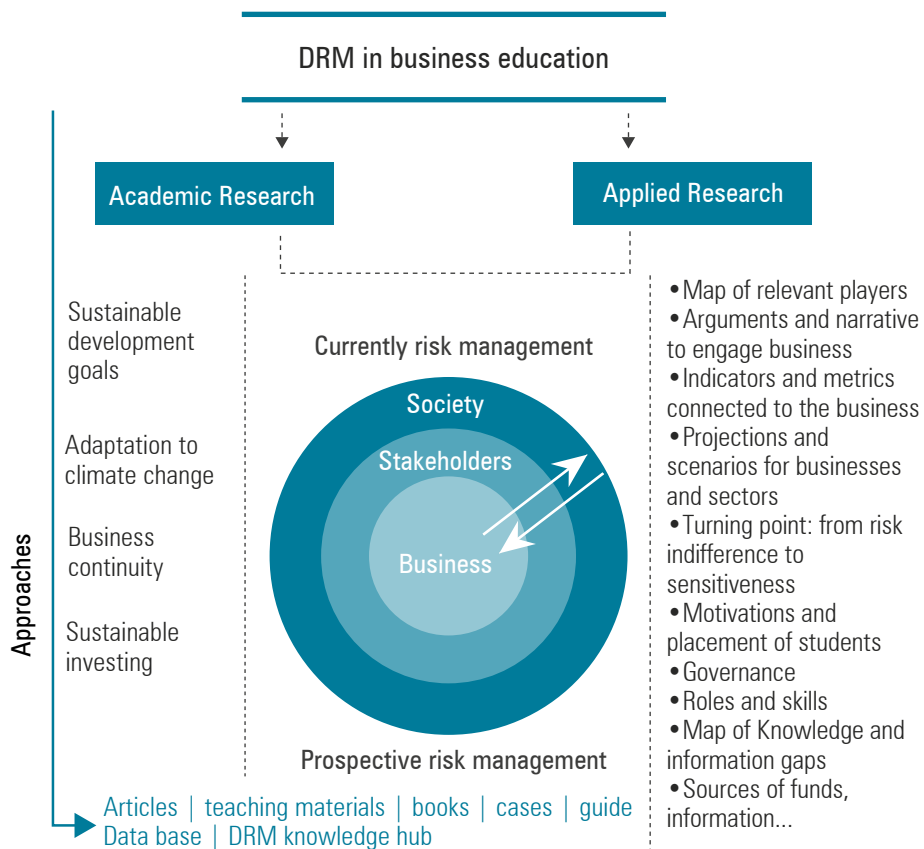 DRM in business education
Academic Research
Applied Research
Approaches
Sustainable
development
goals
Adaptation to
climate change
Business
continuity
Sustainable
investing
Currently risk management
Society
Stakeholders
Business
Prospective risk management
•Map of relevant players
•Arguments and narrative
to engage business
•Indicators and metrics
connected to the business
•Projections and
scenarios for businesses
and sectors
•Turning point: from risk
indifference to
sensitiveness
•Motivations and
placement of students
•Governance
•Roles and skills
•Map of Knowledge and
information gaps
•Sources of funds,
information...
Articles | teaching materials | books | cases | guide
Data base | DRM knowledge hub